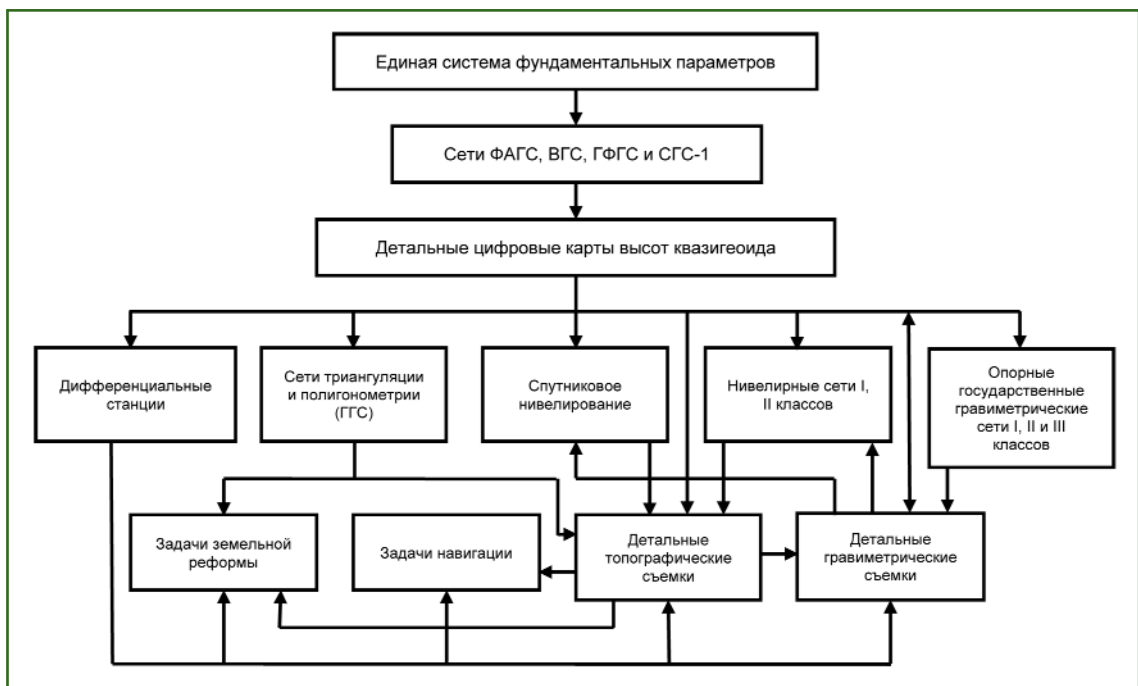 Единая система фундаментальных параметров
Сети ФАГС, ВГС, ГФГС и СГС-1
Детальные цифровые карты высот квазигеоида
Дифференциальные
станции
Сети триангуляции
и полигонометрии
(ГГС)
Спутниковое
нивелирование
Нивелирные сети I,
II классов
Опорные
государственные
гравиметрические
сети I, II и III
классов
Задачи земельной
реформы
Задачи навигации
Детальные
топографические
съемки
Детальные
гравиметрические
съемки